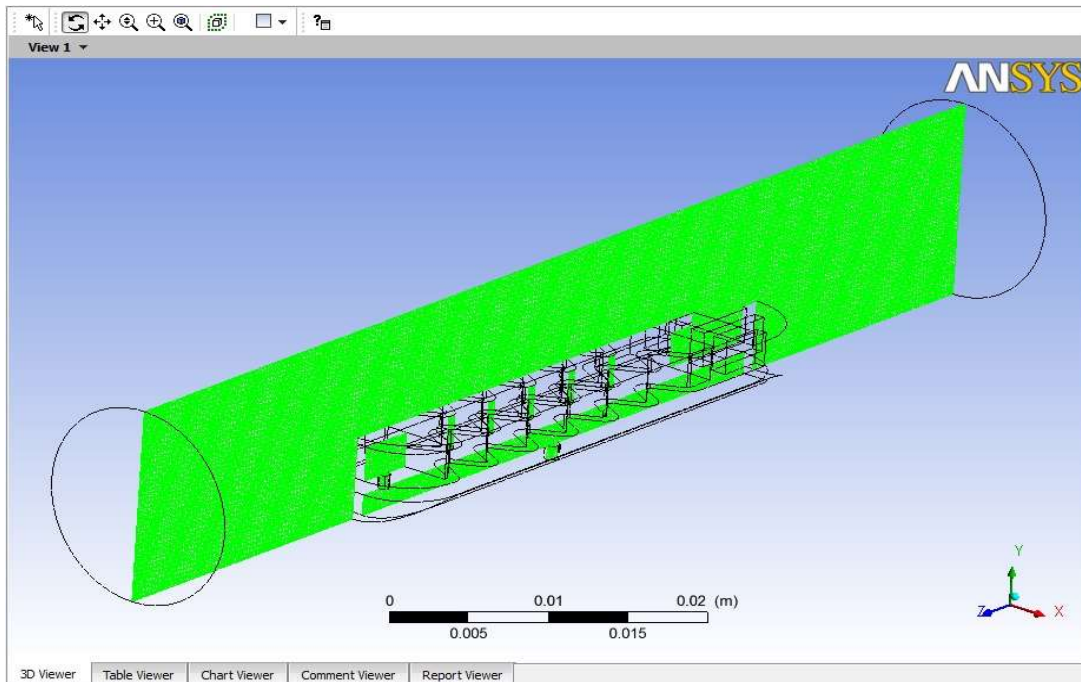 View 1
ANSYS
Y
Z
X
0 0.01 0.02 (m)
0.005 0.015
3D Viewer Table Viewer Chart Viewer Comment Viewer Report Viewer